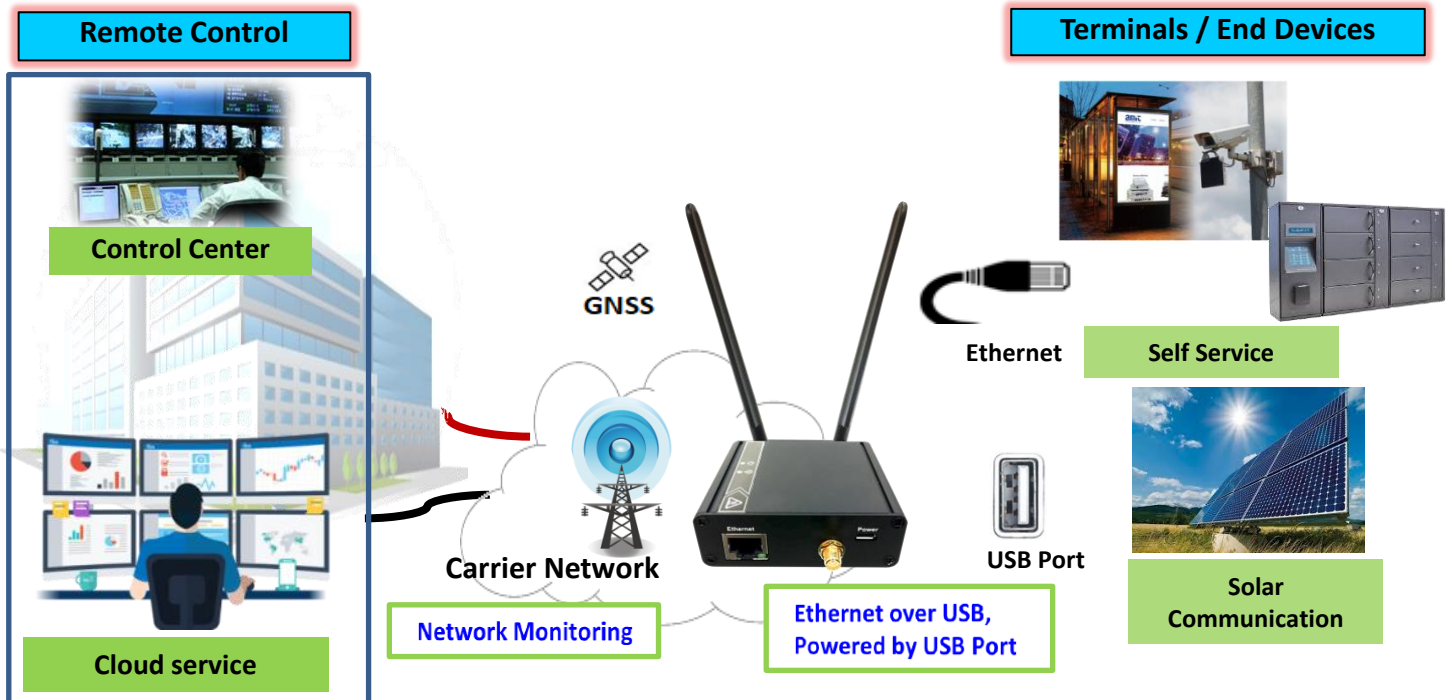 Remote Control
Terminals / End Devices
Control Center
GNSS
amit
Ethernet
Self Service
Carrier Network
Ethernet
Power
USB Port
Network Monitoring
Ethernet over USB,
Powered by USB Port
Solar
Communication
Cloud service